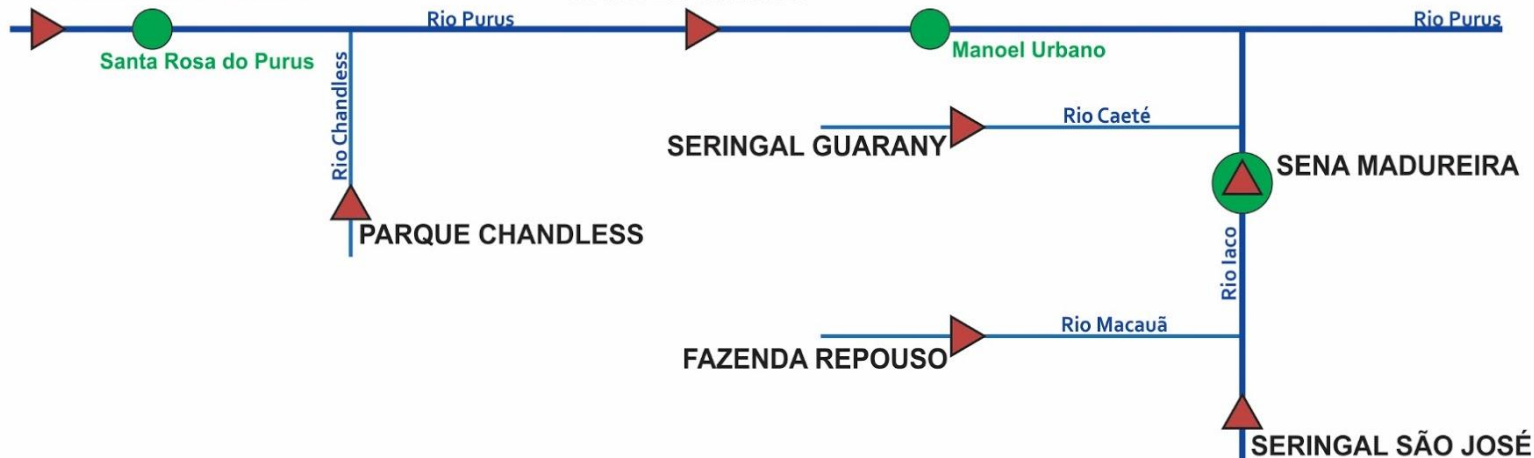 Rio Purus
Rio Purus
Santa Rosa do Purus
Manoel Urbano
Rio Chandless
Rio Caeté
SERINGAL GUARANY
SENA MADUREIRA
PARQUE CHANDLESS
Rio Iaco
Rio Macauã
FAZENDA REPOUSO
SERINGAL SÃO JOSÉ